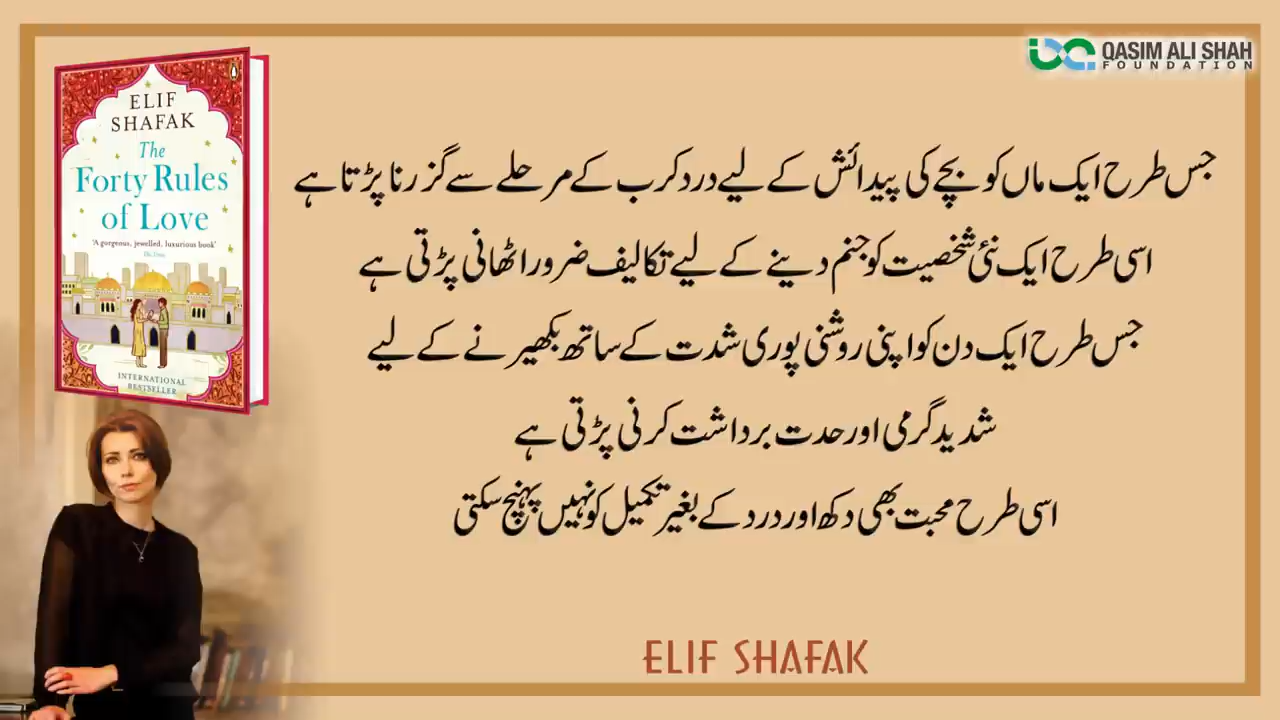 QASIM ALI SHAH
FOUNDATION
ELIF
SHAFAK
The
Forty Rules
of Love
'A gorgeous, jewelled, luxurious book'
INTERNATIONAL
BESTSELLER
جس طرح ایک ماں کو بچے کی پیدائش کے لیے درد کرب کے مرحلے سے گزرنا پڑتا ہے
اسی طرح ایک نئی شخصیت کو جنم دینے کے لیے تکالیف ضرور اٹھانی پڑتی ہے
جس طرح ایک دن کو اپنی روشنی پوری شدت کے ساتھ بکھیرنے کے لیے
شدید گرمی اور حدت برداشت کرنی پڑتی ہے
اسی طرح محبت بھی دکھ اور درد کے بغیر تکمیل کو نہیں پہنچ سکتی
ELIF SHAFAK